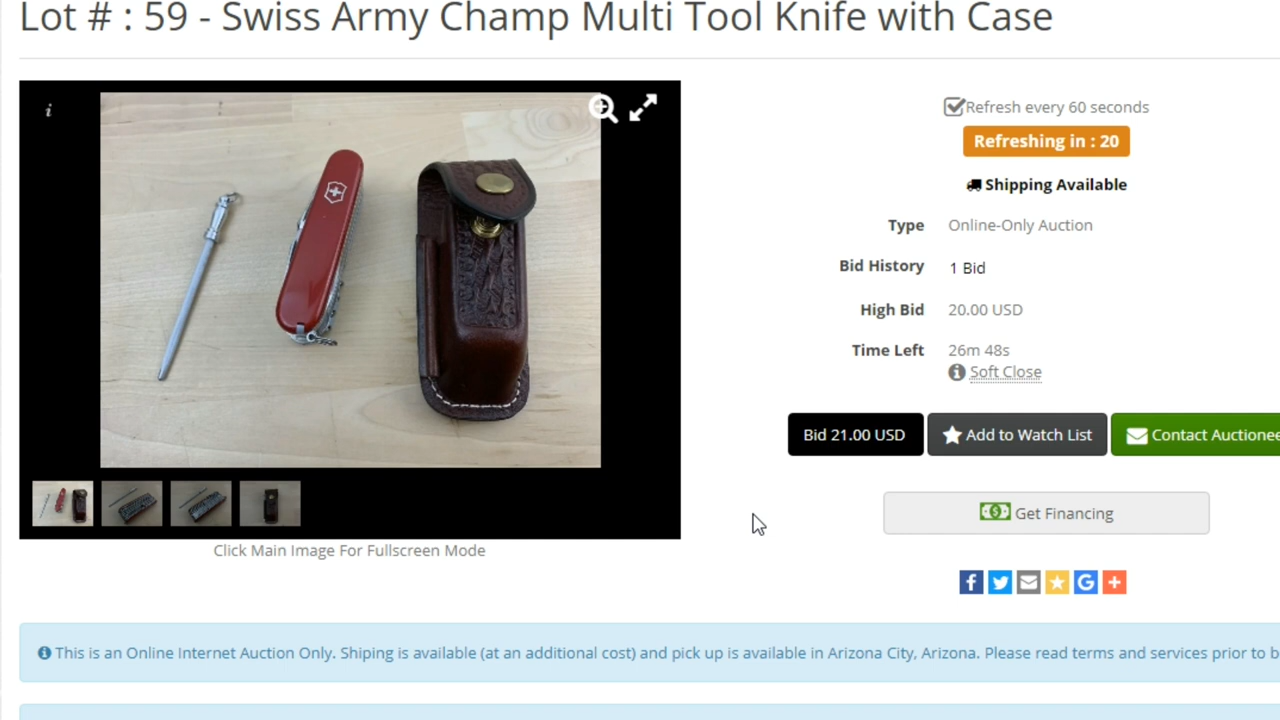 Lot # : 59 - Swiss Army Champ Multi Tool Knife with Case
i
Refresh every 60 seconds
Refreshing in : 20
Shipping Available
Type Online-Only Auction
Bid History 1 Bid
High Bid 20.00 USD
Time Left 26m 48s
Soft Close
Bid 21.00 USD
Add to Watch List
Contact Auctionee
Get Financing
Click Main Image For Fullscreen Mode
This is an Online Internet Auction Only. Shiping is available (at an additional cost) and pick up is available in Arizona City, Arizona. Please read terms and services prior to b